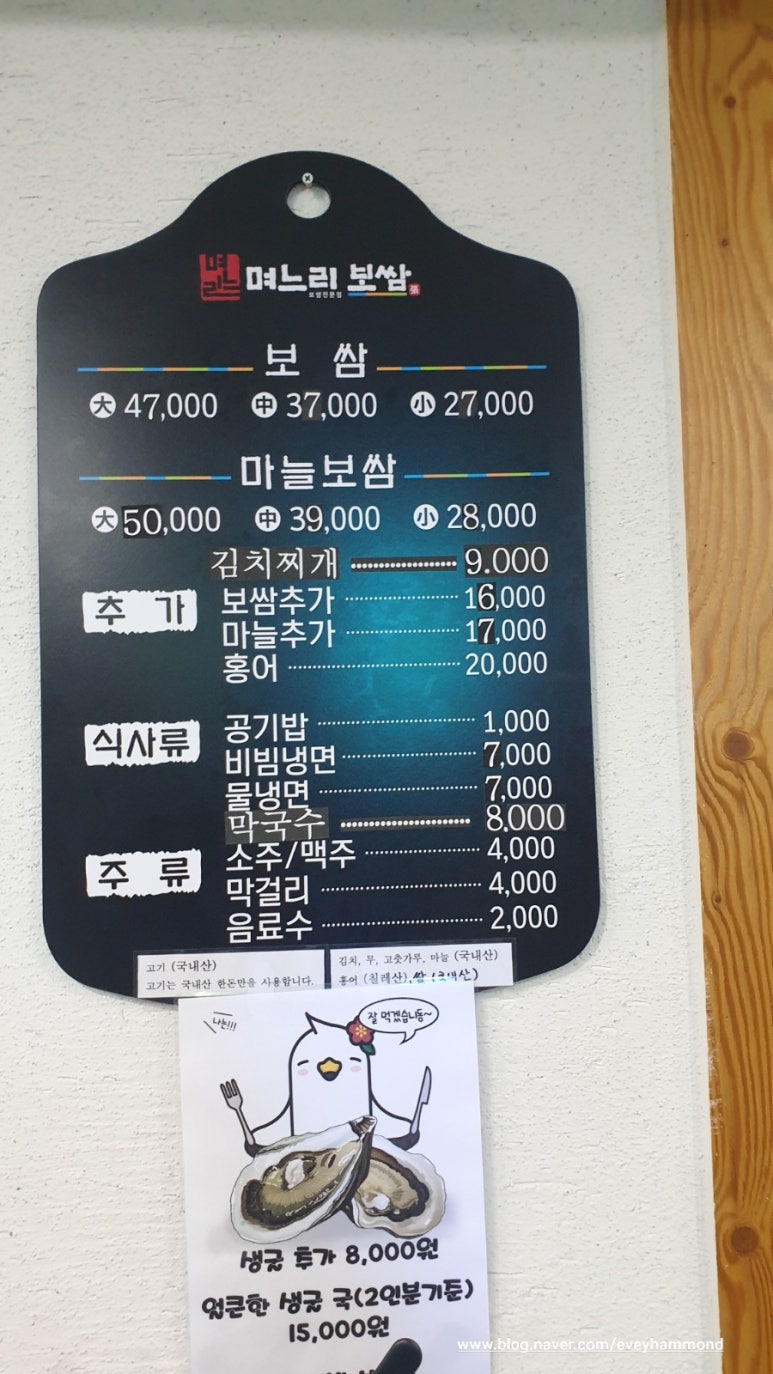 며느리
며느리 보쌈
보쌈전문점
보 쌈
大 47,000 中 37,000 小 27,000
마늘보쌈
大 50,000 中 39,000 小 28,000
김치찌개 9.000
추 가
보쌈추가 16,000
마늘추가 17,000
홍어 20,000
식사류
공기밥 1,000
비빔냉면 7,000
물냉면 7,000
막국수 8,000
주 류
소주/맥주 4,000
막걸리 4,000
음료수 2,000
고기 (국내산)
고기는 국내산 한돈만을 사용합니다.
김치, 무, 고춧가루, 마늘 (국내산)
홍어 (칠레산), 쌀 (국내산)
나는!!!
잘 먹겠습니동~
생굴 추가 8,000원
얼큰한 생굴 국(2인분기준)
15,000원
www.blog.naver.com/eveyhammond